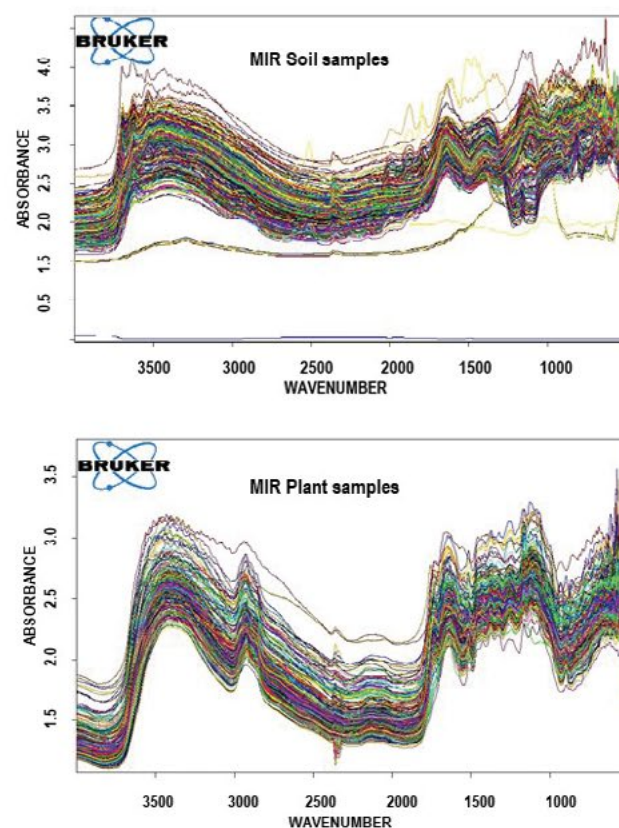 BRUKER
MIR Soil samples
ABSORBANCE
4.0
3.5
3.0
2.5
2.0
1.5
0.5
3500 3000 2500 2000 1500 1000
WAVENUMBER
BRUKER
MIR Plant samples
ABSORBANCE
3.5
3.0
2.5
2.0
1.5
3500 3000 2500 2000 1500 1000
WAVENUMBER